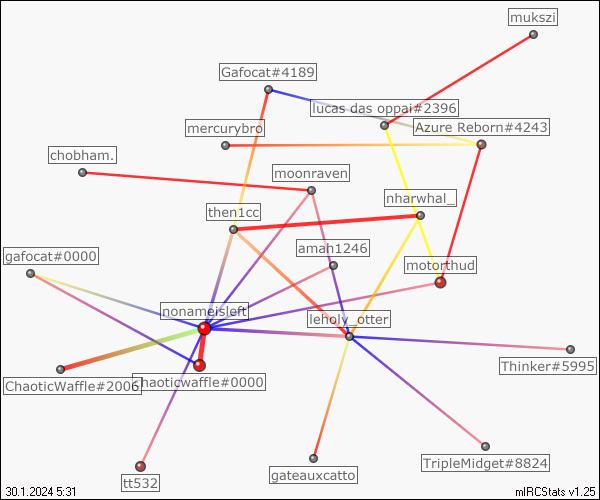 mukszi
Gafocat#4189
lucas das oppai#2396
mercurybro
Azure Reborn#4243
chobham.
moonraven
nharwhal_
then1cc
amah1246
gafocat#0000
motorthud
nonameisleft
leholy_otter
Thinker#5995
ChaoticWaffle#2006
chaoticwaffle#0000
TripleMidget#8824
gateauxcatto
tt532
30.1.2024 5:31
mIRCStats v1.25